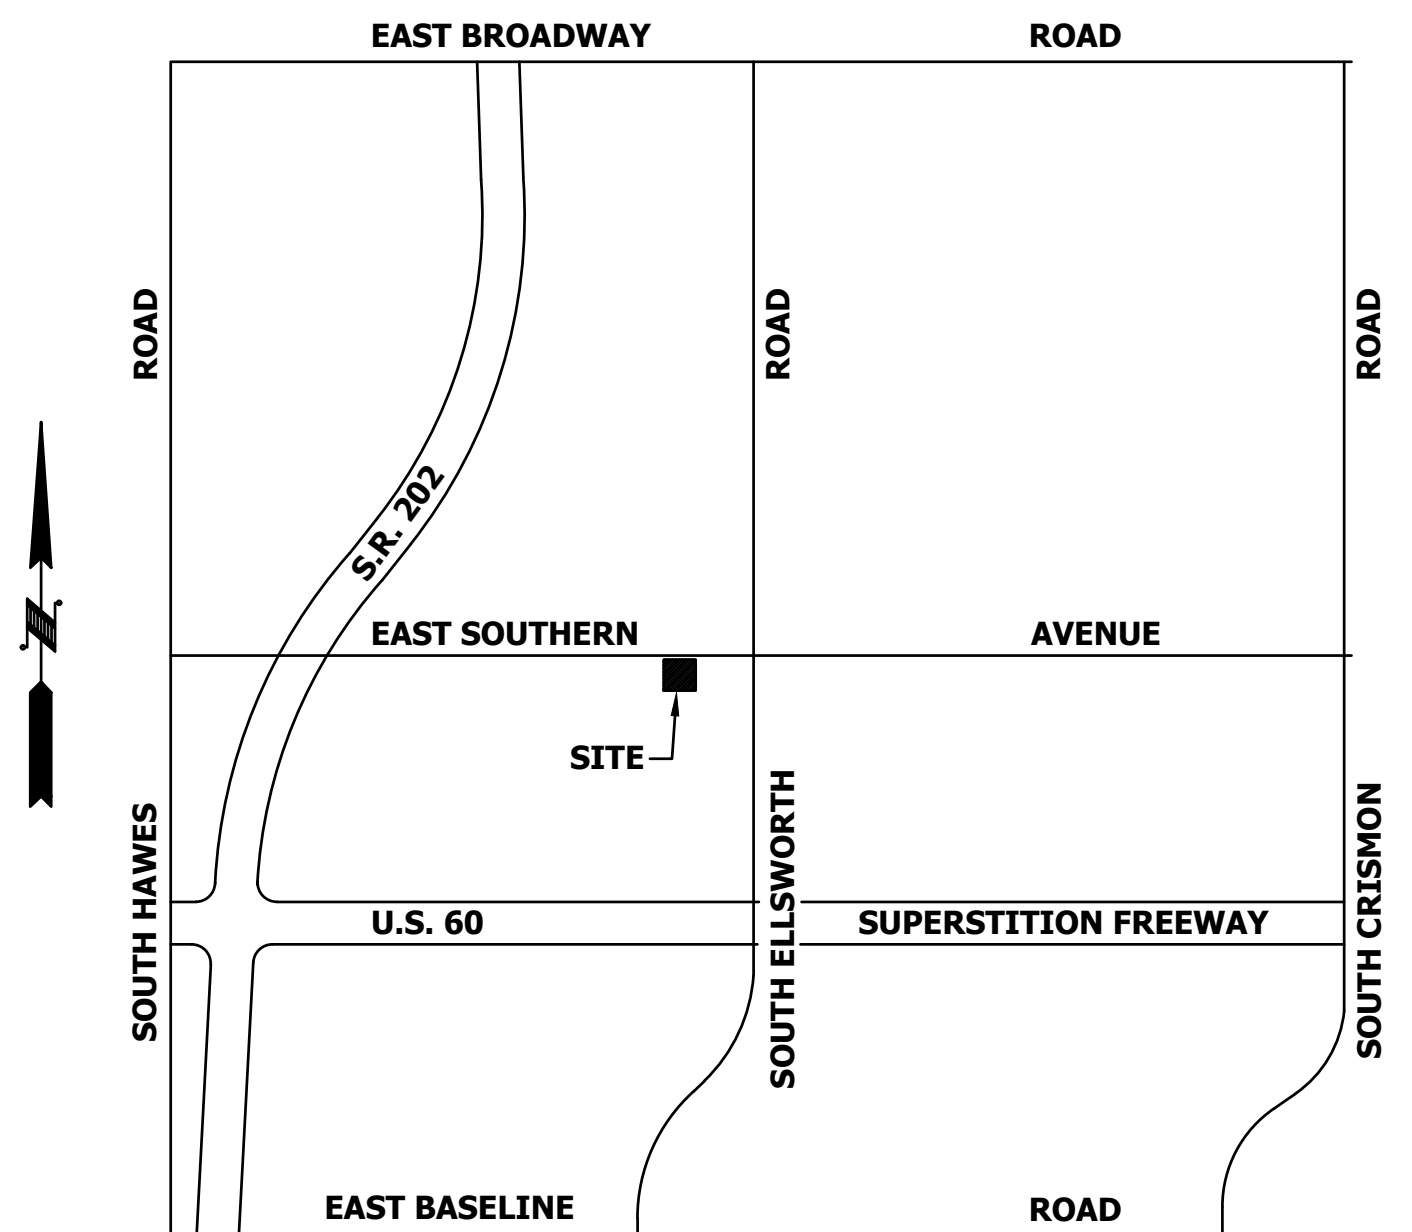 EAST BROADWAY ROAD
ROAD
ROAD
ROAD
S.R. 202
EAST SOUTHERN AVENUE
SITE
SOUTH HAWES
SOUTH ELLSWORTH
SOUTH CRISMON
U.S. 60 SUPERSTITION FREEWAY
EAST BASELINE ROAD
N